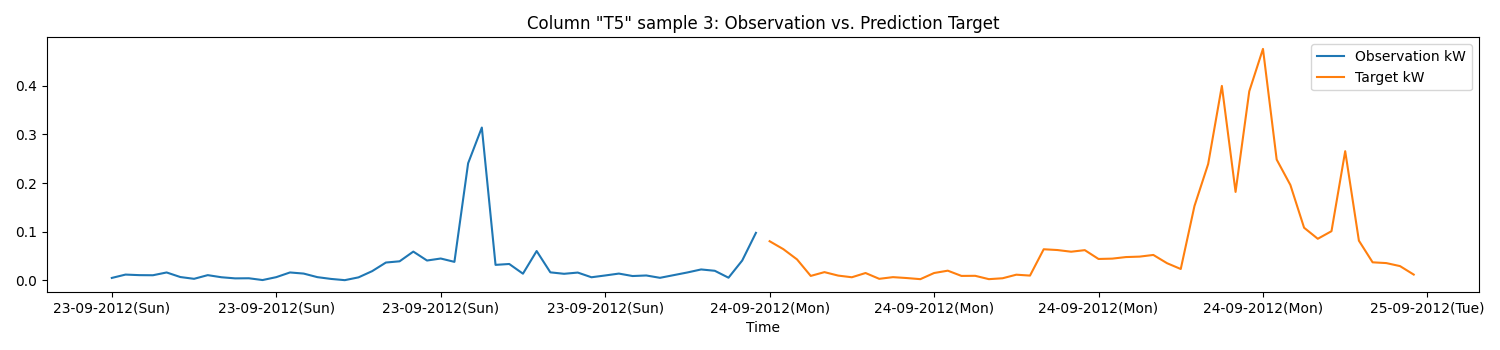 Column "T5" sample 3: Observation vs. Prediction Target
Observation kW
Target kW
0.4
0.3
0.2
0.1
0.0
23-09-2012(Sun) 23-09-2012(Sun) 23-09-2012(Sun) 23-09-2012(Sun) 24-09-2012(Mon) 24-09-2012(Mon) 24-09-2012(Mon) 24-09-2012(Mon) 25-09-2012(Tue)
Time